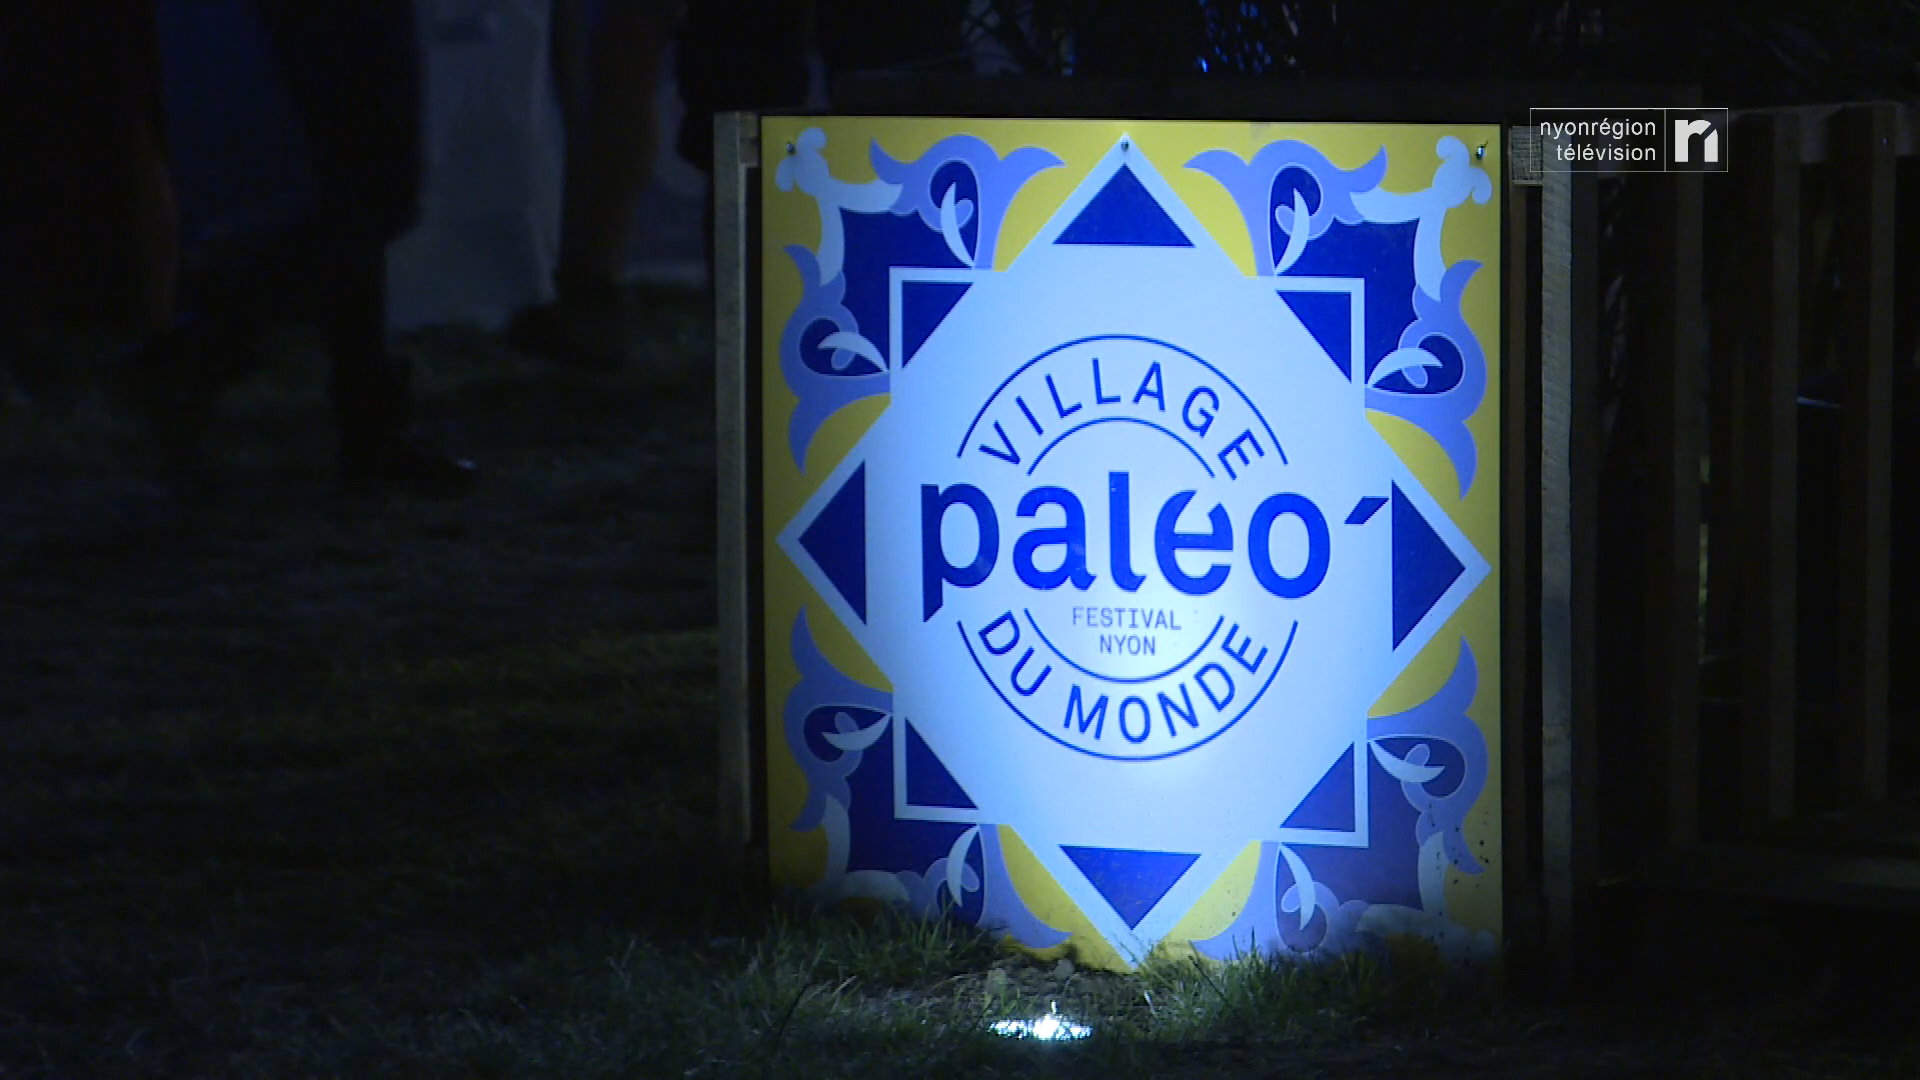 nyonrégion
télévision
VILLAGE
paléo
FESTIVAL
NYON
DU MONDE